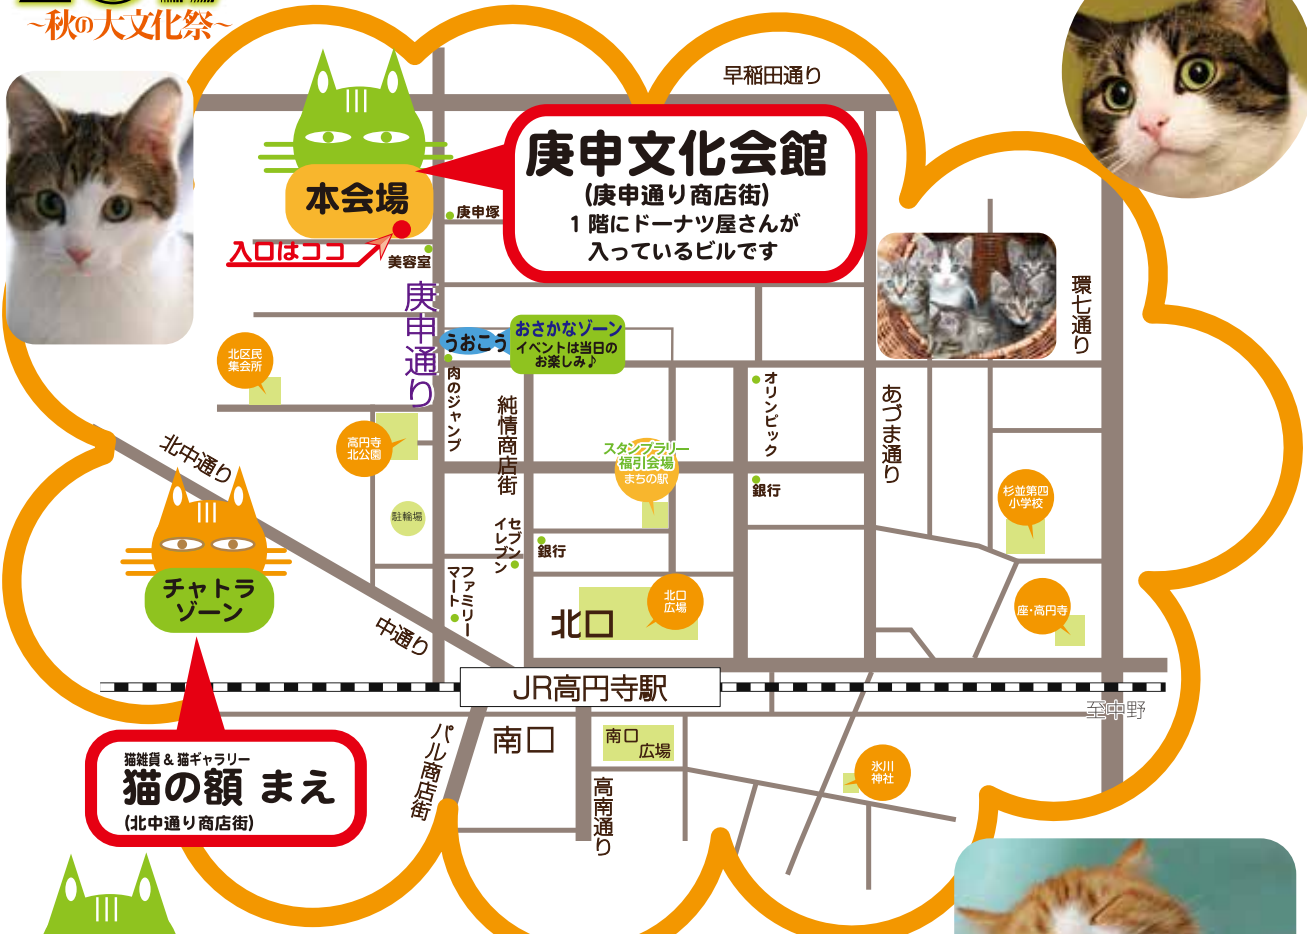 ~秋の大文化祭~
早稲田通り
庚申文化会館
(庚申通り商店街)
1階にドーナツ屋さんが
入っているビルです
本会場
入口はココ
庚申塚
美容室
庚申通り
環七通り
うおこう
おさかなゾーン
イベントは当日の
お楽しみ♪
北区民
集会所
肉のジャンプ
純情商店街
オリンピック
あづま通り
高円寺
北公園
北中通り
スタンプラリー
福引会場
まちの駅
銀行
杉並第四
小学校
駐輪場
セブン
イレブン
銀行
チャトラ
ゾーン
ファミリー
マート
北口
北口
広場
座・高円寺
中通り
JR高円寺駅
至中野
パル商店街
南口
南口
広場
高南通り
氷川
神社
猫雑貨&猫ギャラリー
猫の額 まえ
(北中通り商店街)